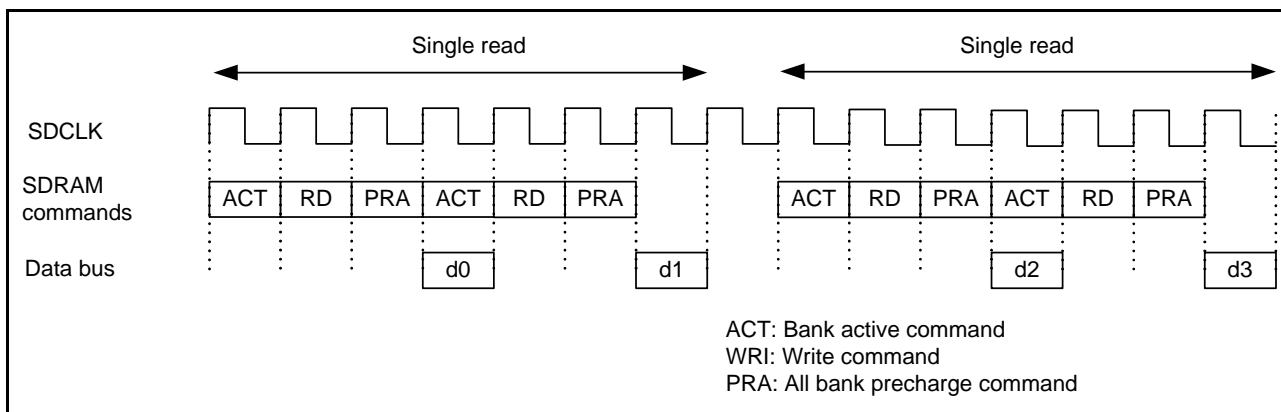 Single read Single read
SDCLK
SDRAM
commands
ACT RD PRA ACT RD PRA ACT RD PRA ACT RD PRA
Data bus
d0 d1 d2 d3
ACT: Bank active command
WRI: Write command
PRA: All bank precharge command